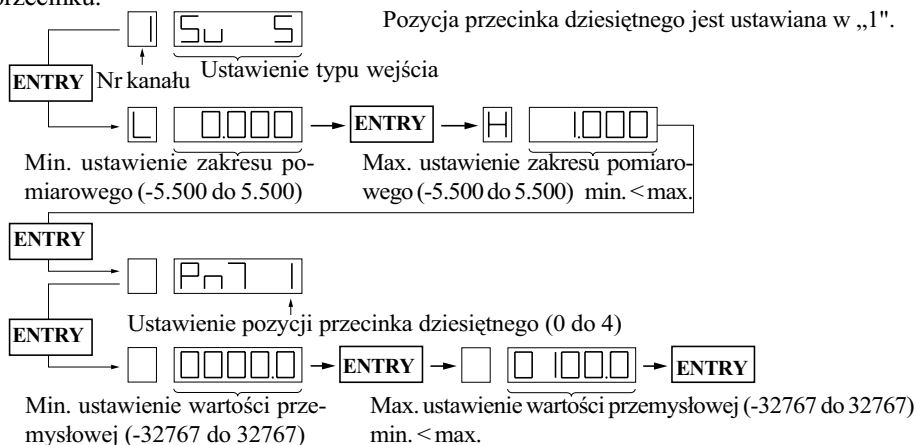 przecinku.
Pozycja przecinka dziesiętnego jest ustawiana w „1".
1 Su 5
ENTRY Nr kanału Ustawienie typu wejścia
L 0.000 ENTRY H 1.000
Min. ustawienie zakresu po-
miarowego (-5.500 do 5.500)
Max. ustawienie zakresu pomiaro-
wego (-5.500 do 5.500) min. < max.
ENTRY
Pn7 1
Ustawienie pozycji przecinka dziesiętnego (0 do 4)
ENTRY
0000.0 ENTRY 0 100.0 ENTRY
Min. ustawienie wartości prze-
mysłowej (-32767 do 32767)
Max. ustawienie wartości przemysłowej (-32767 do 32767)
min. < max.